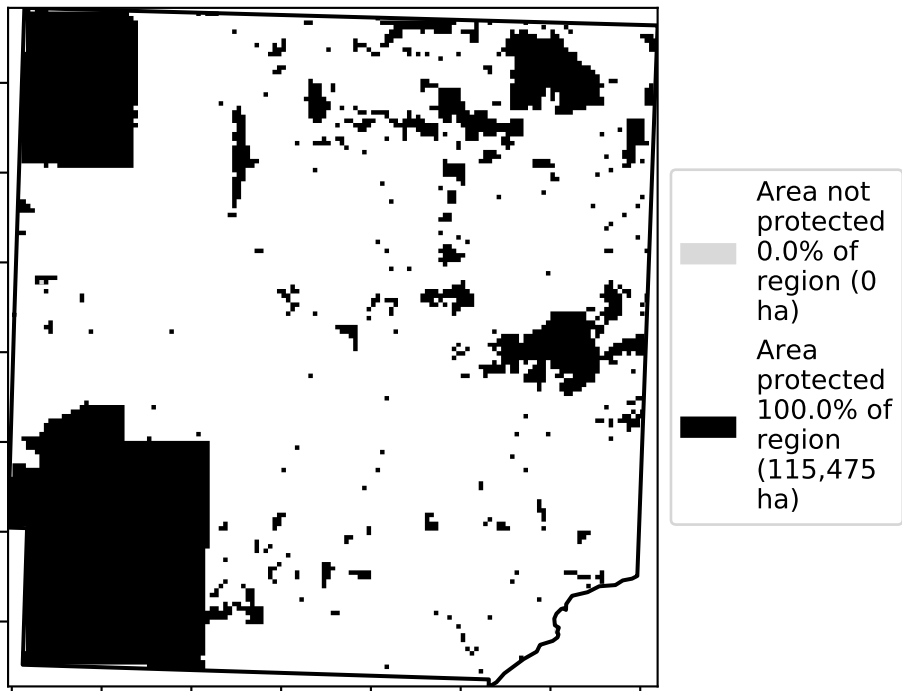 Area not
protected
0.0% of
region (0
ha)
Area
protected
100.0% of
region
(115,475
ha)